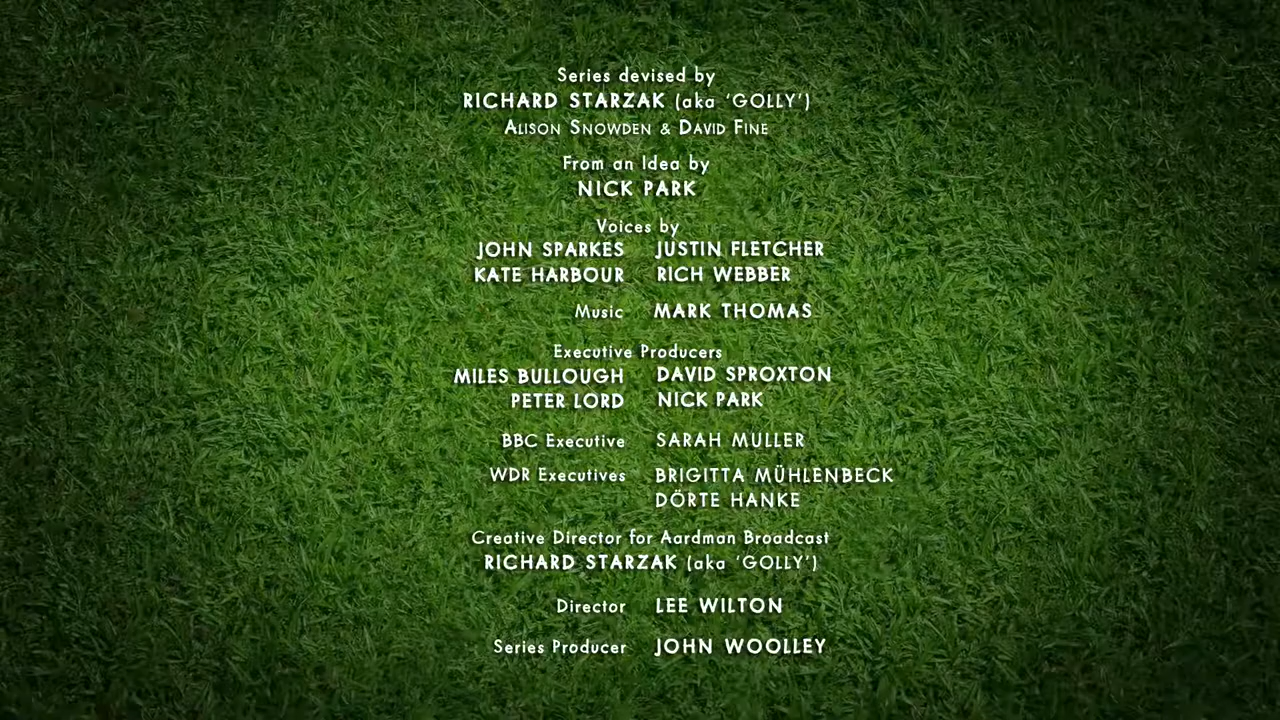 Series devised by
RICHARD STARZAK (aka ‘GOLLY’)
ALISON SNOWDEN & DAVID FINE
From an Idea by
NICK PARK
Voices by
JOHN SPARKES JUSTIN FLETCHER
KATE HARBOUR RICH WEBBER
Music MARK THOMAS
Executive Producers
MILES BULLOUGH DAVID SPROXTON
PETER LORD NICK PARK
BBC Executive SARAH MULLER
WDR Executives BRIGITTA MÜHLENBECK
DÖRTE HANKE
Creative Director for Aardman Broadcast
RICHARD STARZAK (aka ‘GOLLY’)
Director LEE WILTON
Series Producer JOHN WOOLLEY